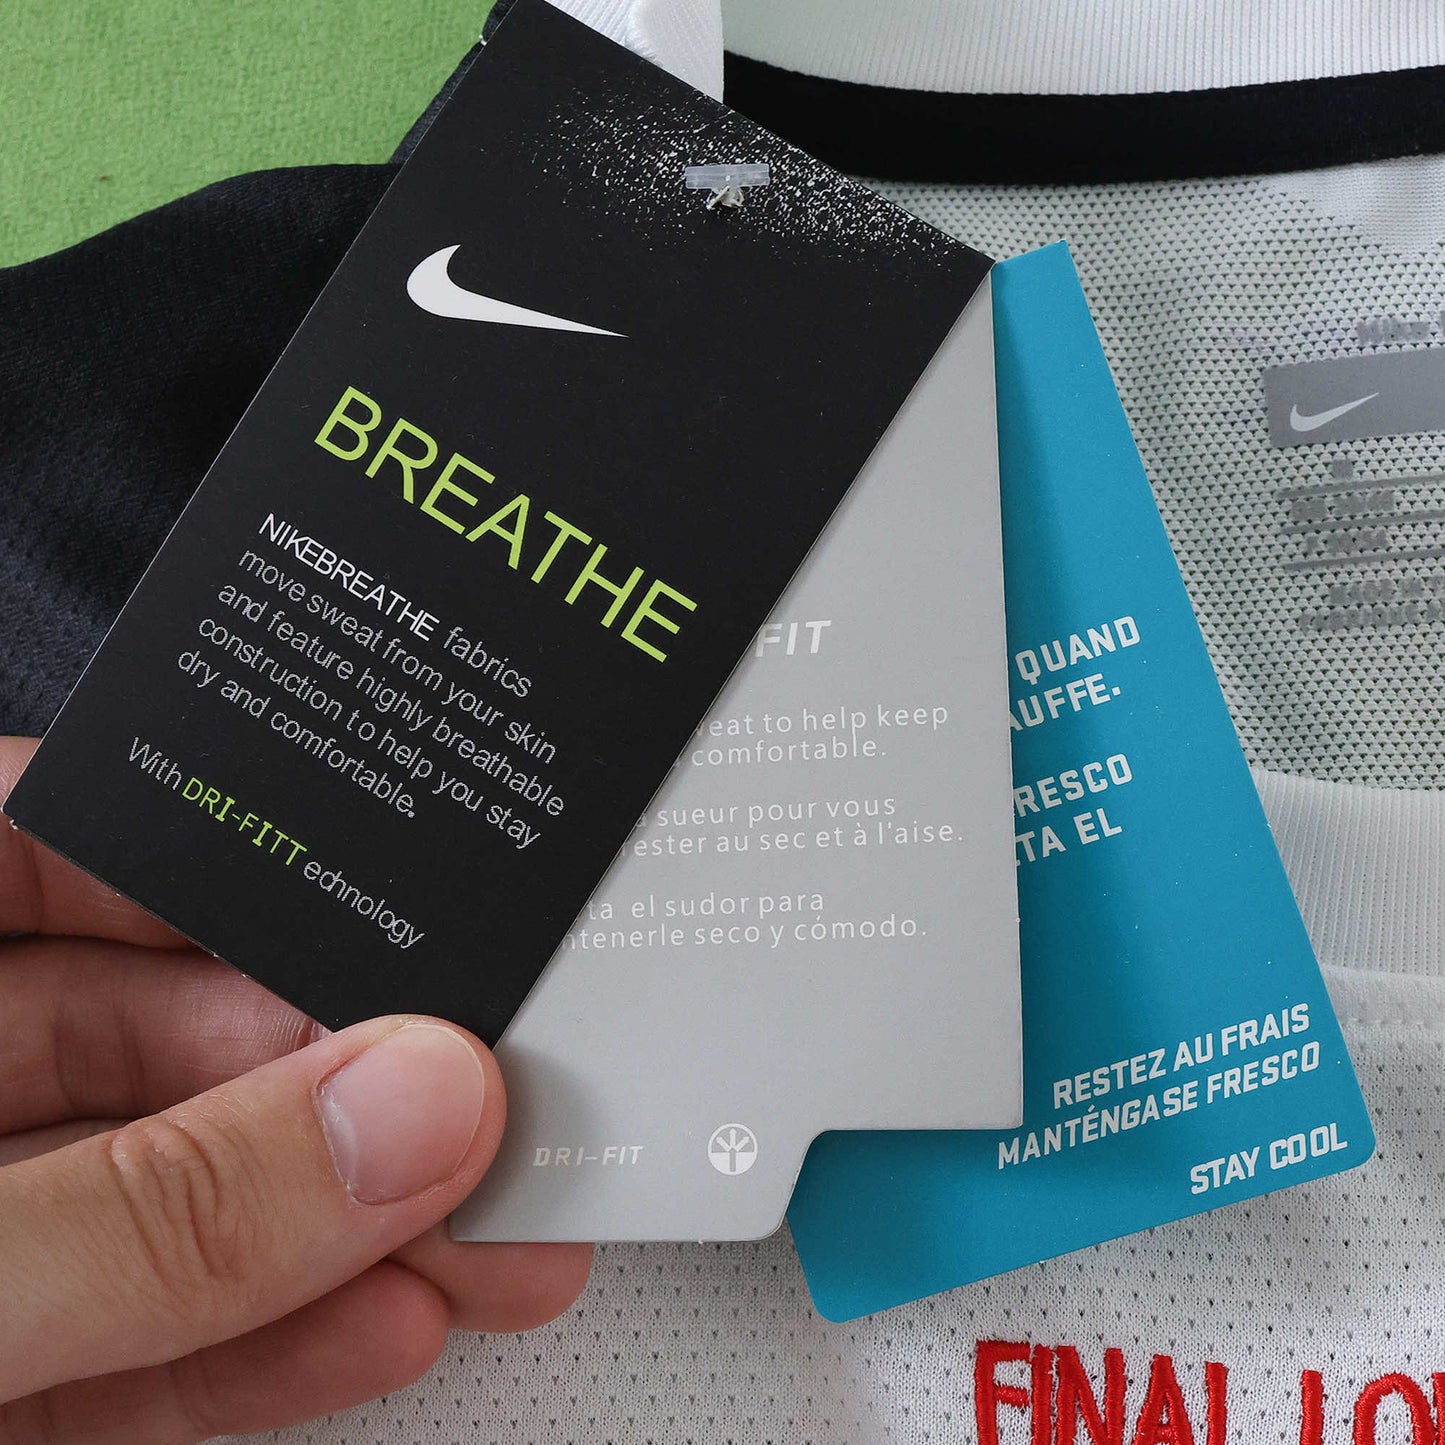 BREATHE
NIKEBREATHE fabrics
move sweat from your skin
and feature highly breathable
construction to help you stay
dry and comfortable.
With DRI-FITT echnology
FIT
eat to help keep
comfortable.
sueur pour vous
ester au sec et à l'aise.
ta el sudor para
ntenerle seco y cómodo.
DRI-FIT
QUAND
AUFFE.
RESCO
TA EL
RESTEZ AU FRAIS
MANTÉNGASE FRESCO
STAY COOL
FINAL LO